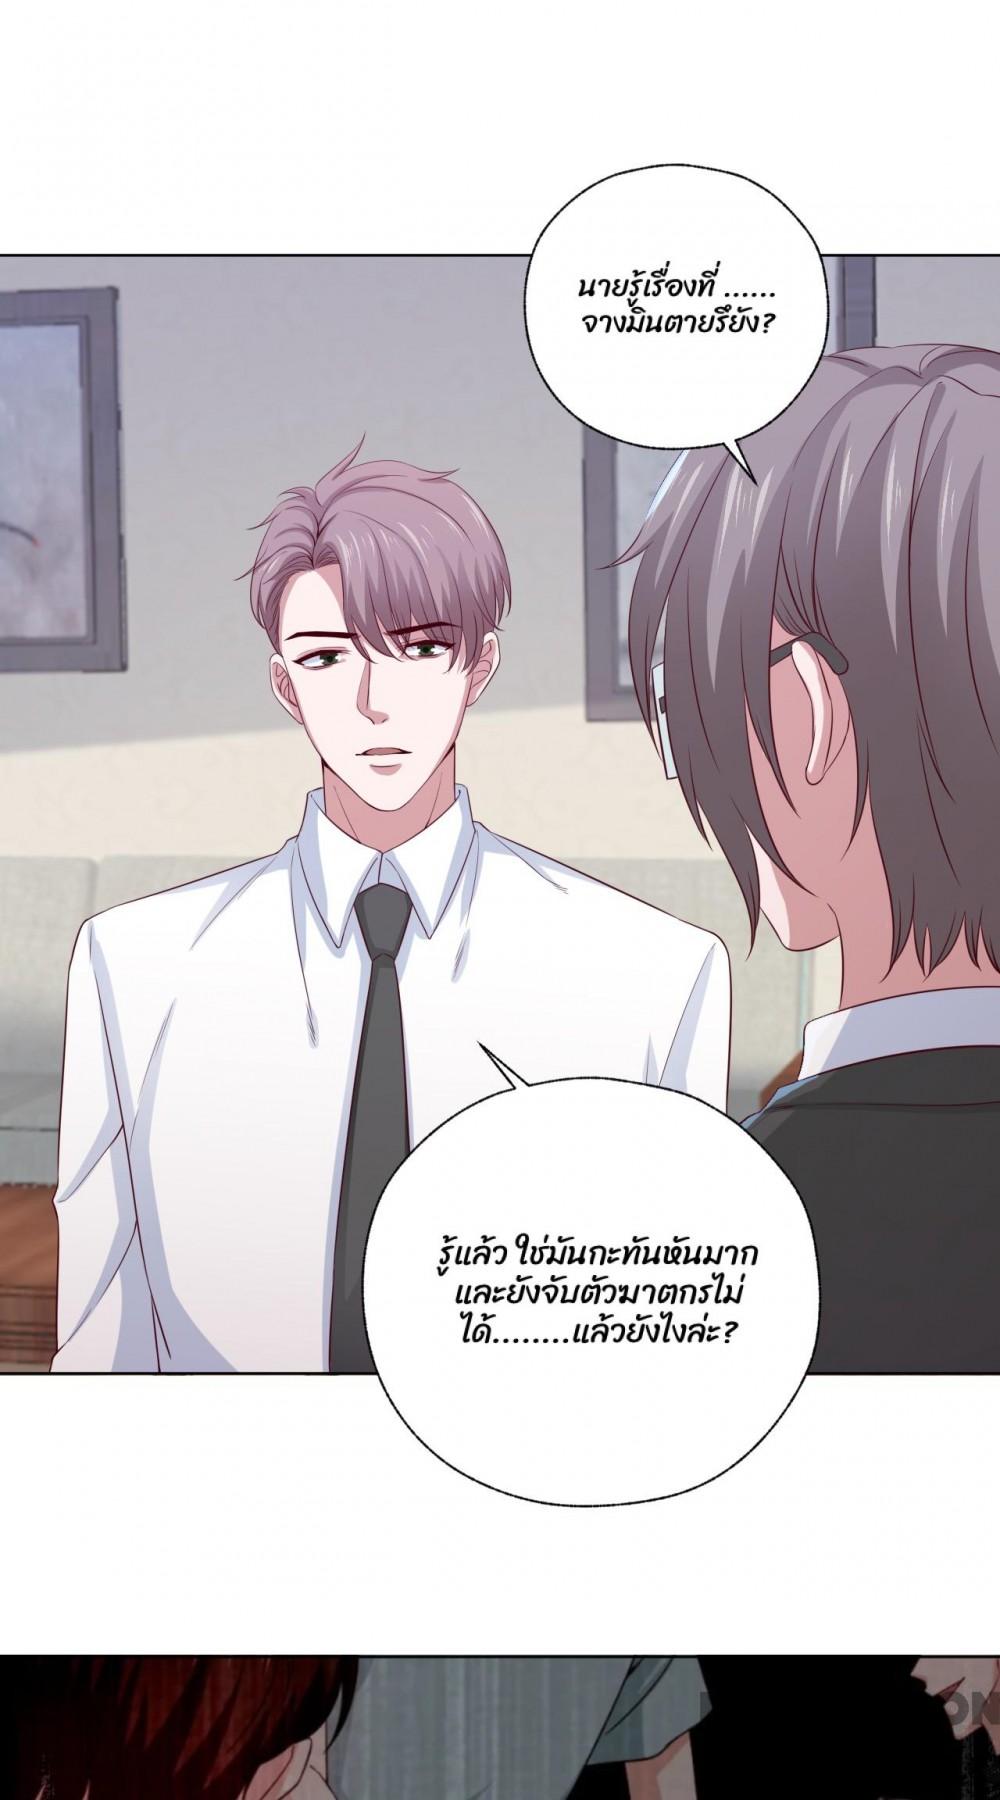 นายรู้เรื่องที่ ......
จางมินตายรึยัง?
รู้แล้ว ใช่มันกะทันหันมาก
และยังจับตัวฆาตกรไม่
ได้.........แล้วยังไงล่ะ?